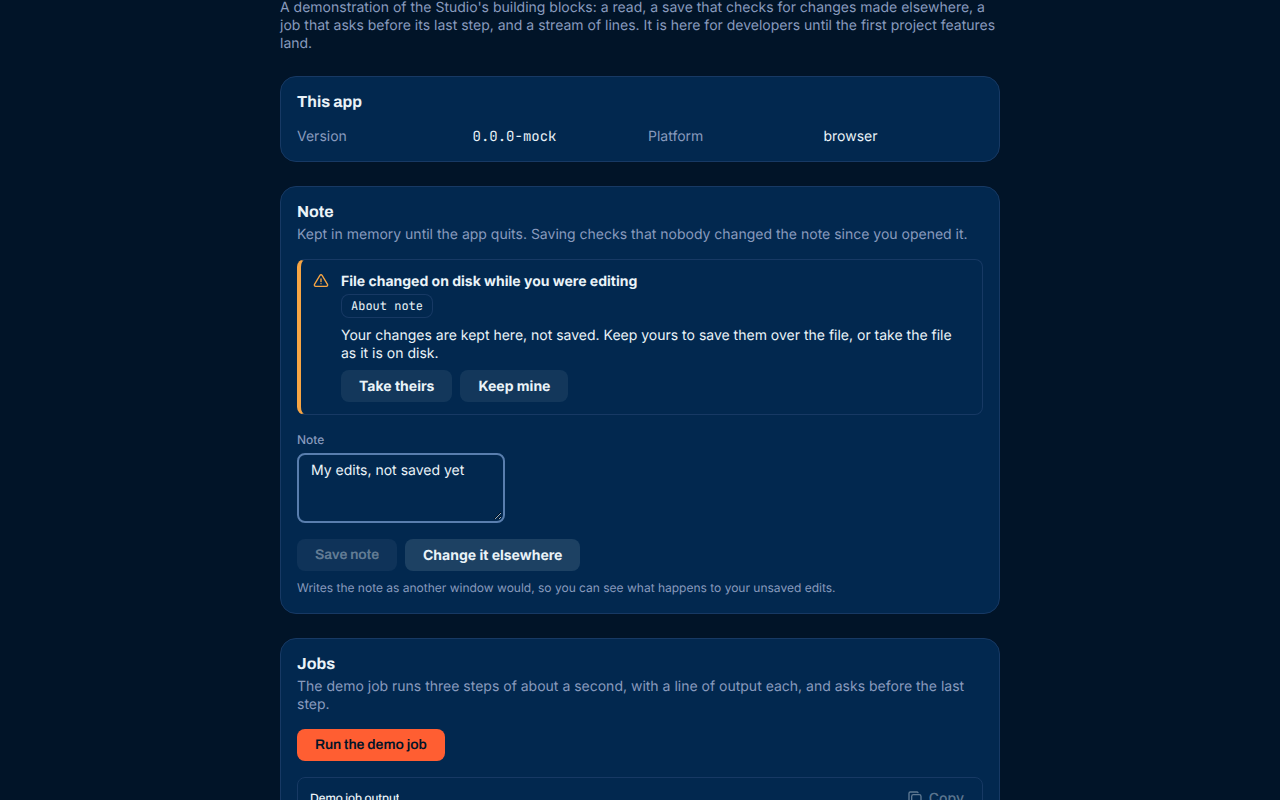 A demonstration of the Studio's building blocks: a read, a save that checks for changes made elsewhere, a
job that asks before its last step, and a stream of lines. It is here for developers until the first project features
land.
This app
Version 0.0.0-mock Platform browser
Note
Kept in memory until the app quits. Saving checks that nobody changed the note since you opened it.
File changed on disk while you were editing
About note
Your changes are kept here, not saved. Keep yours to save them over the file, or take the file
as it is on disk.
Take theirs Keep mine
Note
My edits, not saved yet
Save note Change it elsewhere
Writes the note as another window would, so you can see what happens to your unsaved edits.
Jobs
The demo job runs three steps of about a second, with a line of output each, and asks before the last
step.
Run the demo job
Demo job output Copy